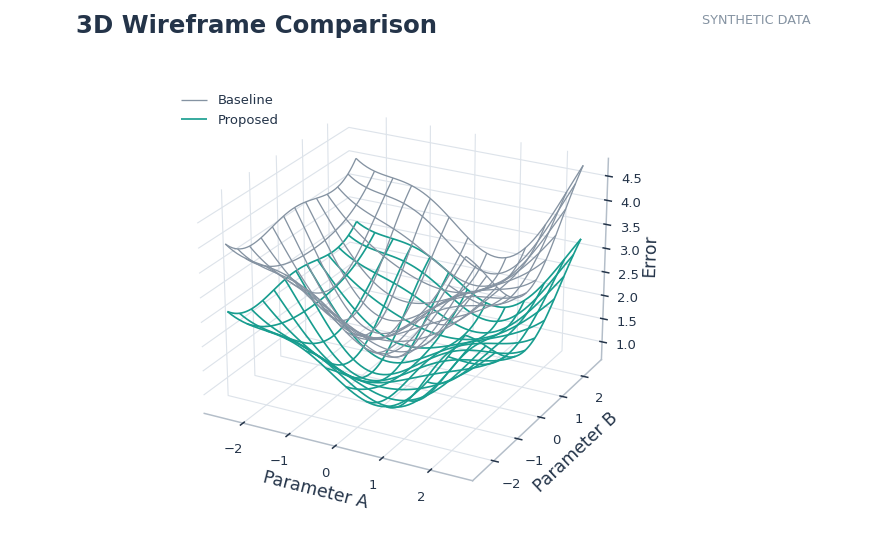 3D Wireframe Comparison
SYNTHETIC DATA
Baseline
Proposed
4.5
4.0
3.5
3.0
2.5
2.0
1.5
1.0
Error
2
1
0
−1
−2
Parameter B
−2
−1
0
1
2
Parameter A